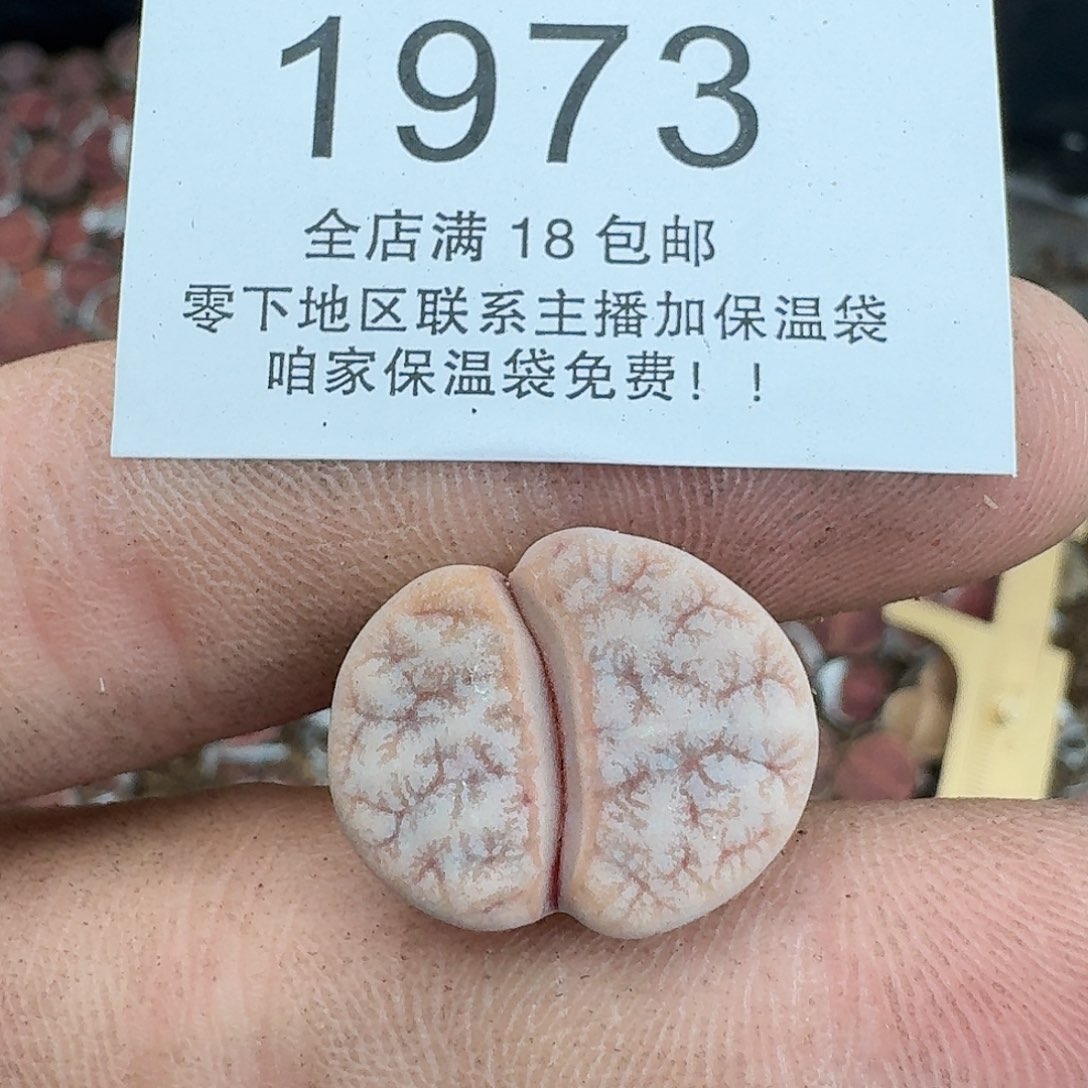 1973
全店满 18 包邮
零下地区联系主播加保温袋
咱家保温袋免费！！